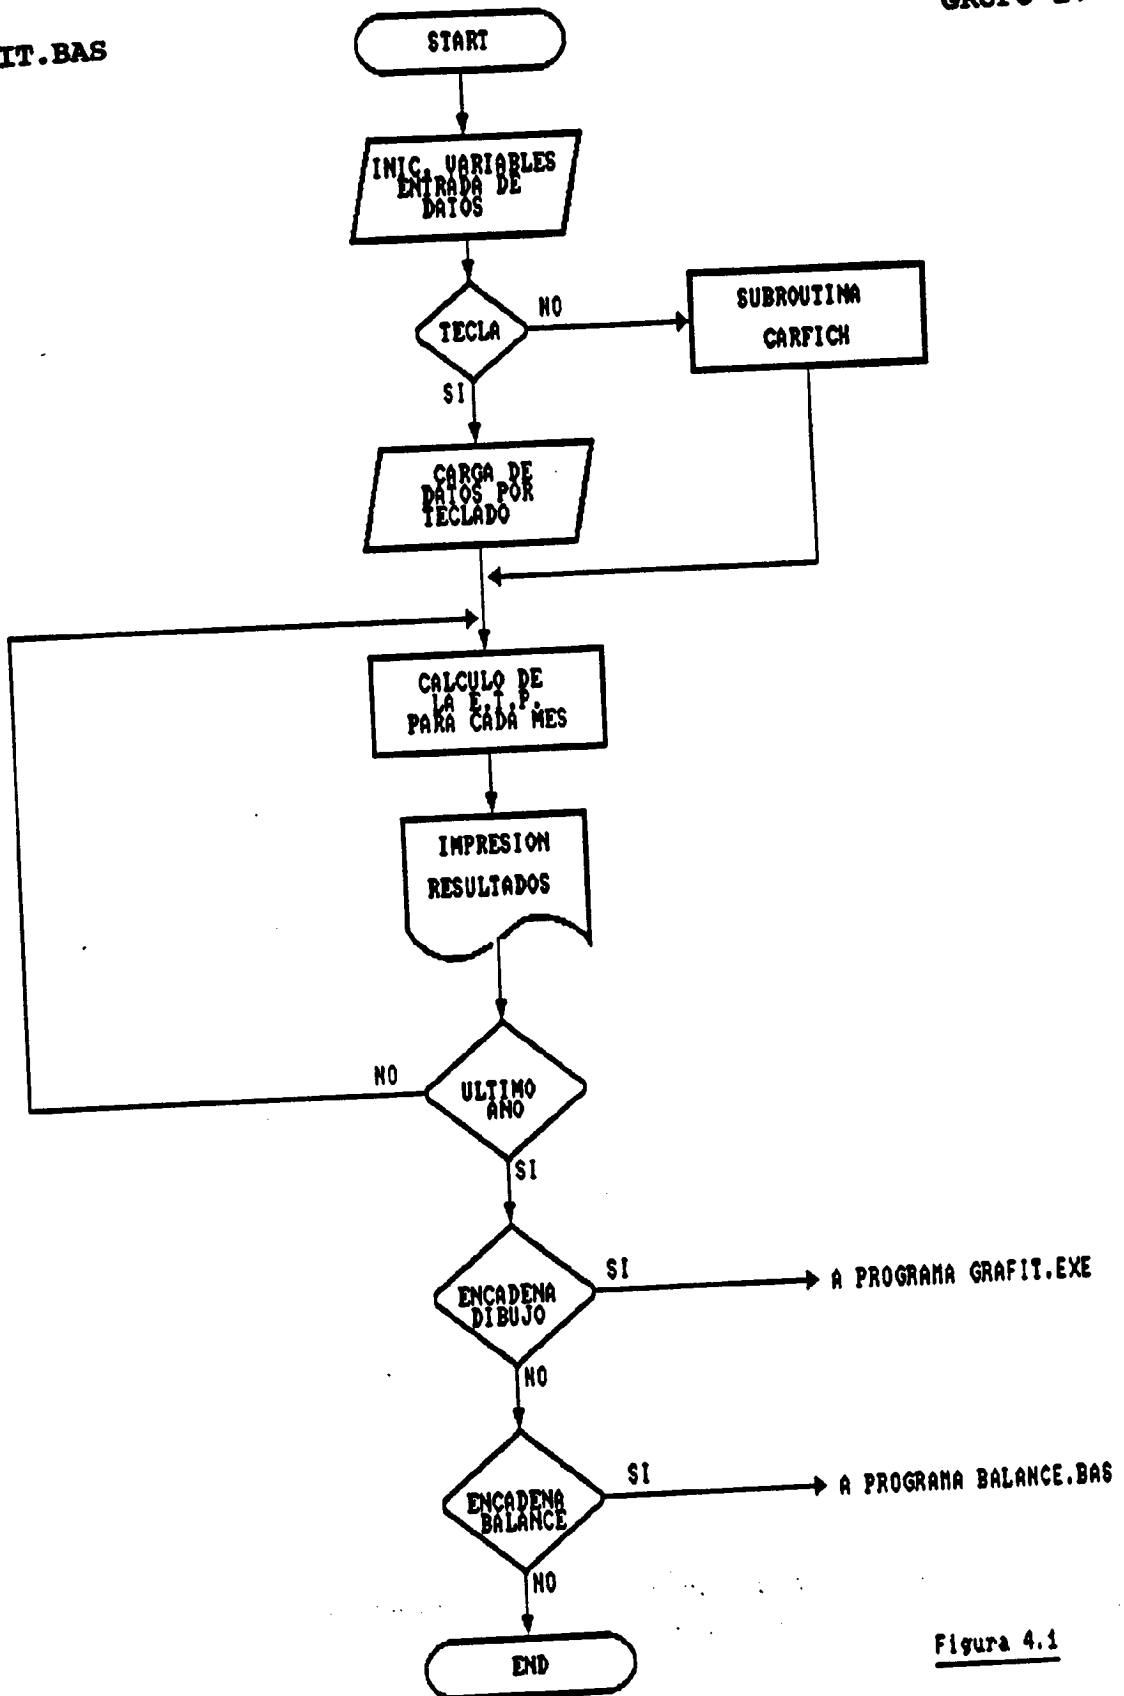 IT.BAS
START
INIC. VARIABLES
ENTRADA DE
DATOS
TECLA
NO
SUBROUTINA
CARFICH
SI
CARGA DE
DATOS POR
TECLADO
CALCULO DE
LA E.T.P.
PARA CADA MES
IMPRESION
RESULTADOS
NO
ULTIMO
AÑO
SI
ENCADENA
DIBUJO
SI
A PROGRAMA GRAFIT.EXE
NO
ENCADENA
BALANCE
SI
A PROGRAMA BALANCE.BAS
NO
END
Figura 4.1